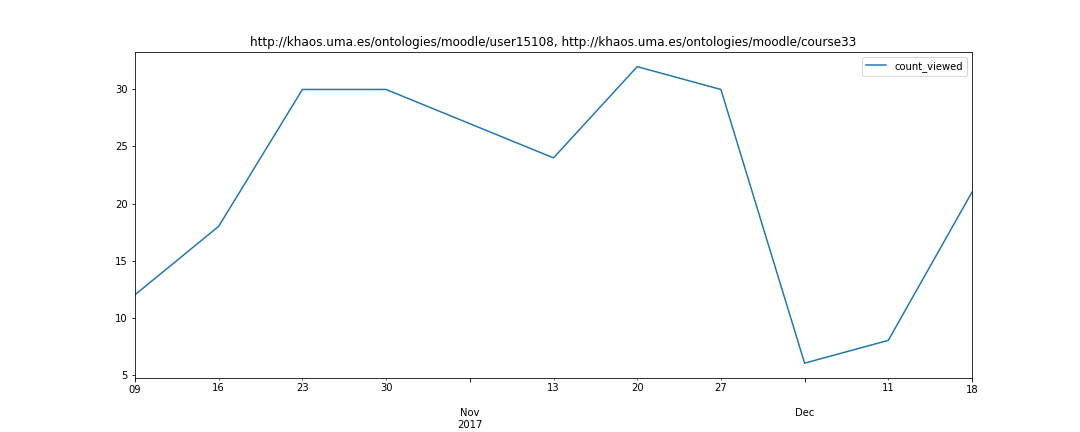 http://khaos.uma.es/ontologies/moodle/user15108, http://khaos.uma.es/ontologies/moodle/course33
count_viewed
30
25
20
15
10
5
09 16 23 30 13 20 27 11 18
Nov Dec
2017